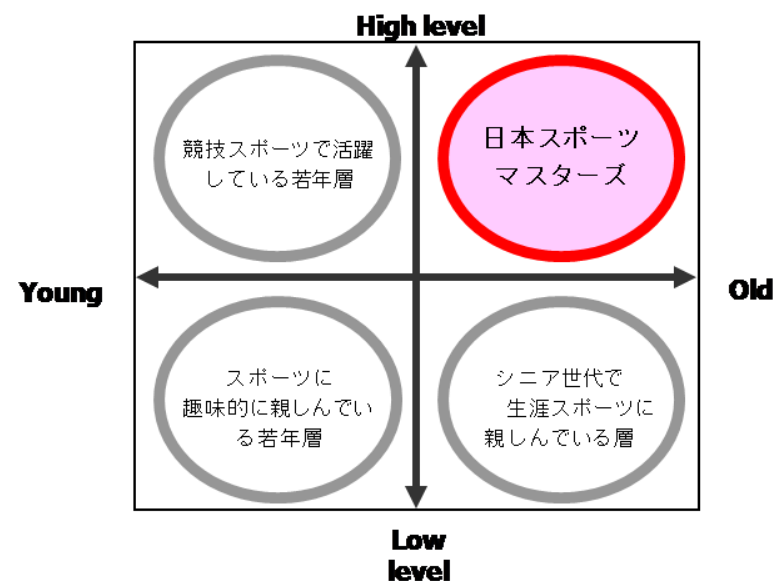 High level
競技スポーツで活躍
している若年層
日本スポーツ
マスターズ
Young
Old
スポーツに
趣味的に親しんでい
る若年層
シニア世代で
生涯スポーツに
親しんでいる層
Low
level